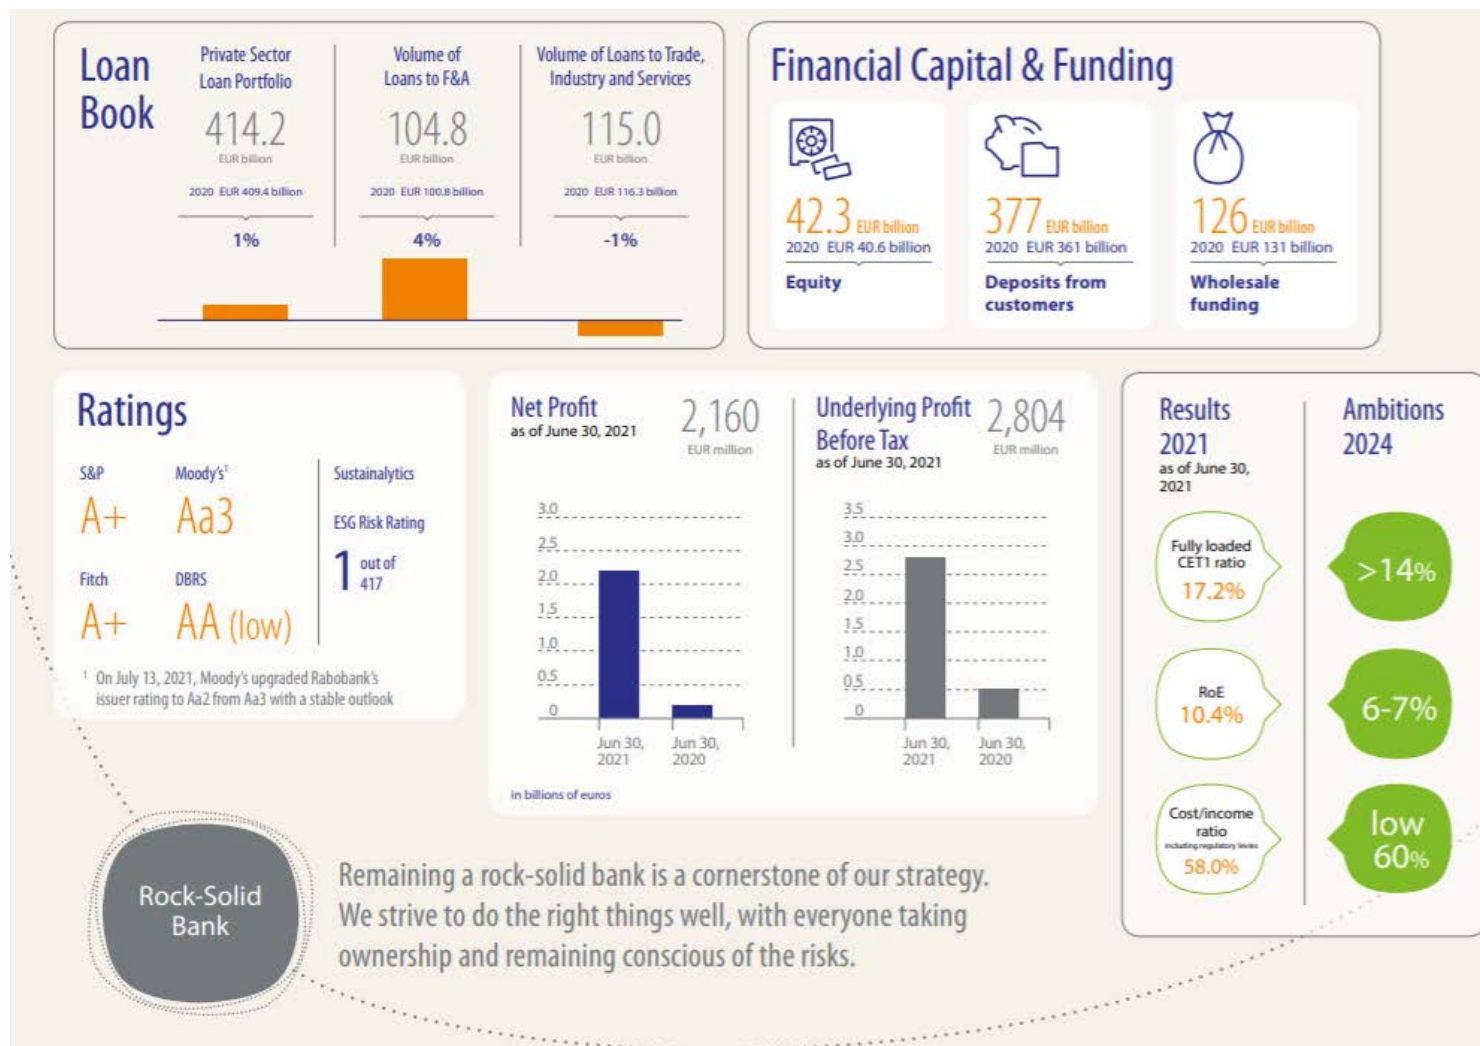 Loan
Book
Private Sector
Loan Portfolio
414.2
EUR billion
2020 EUR 409.4 billion
1%
Volume of
Loans to F&A
104.8
EUR billion
2020 EUR 100.8 billion
4%
Volume of Loans to Trade,
Industry and Services
115.0
EUR billion
2020 EUR 116.3 billion
-1%
Financial Capital & Funding
42.3 EUR billion
2020 EUR 40.6 billion
Equity
377 EUR billion
2020 EUR 361 billion
Deposits from
customers
126 EUR billion
2020 EUR 131 billion
Wholesale
funding
Ratings
S&P
A+
Moody's¹
Aa3
Fitch
A+
DBRS
AA (low)
Sustainalytics
ESG Risk Rating
1 out of
417
¹ On July 13, 2021, Moody's upgraded Rabobank's
issuer rating to Aa2 from Aa3 with a stable outlook
Net Profit
as of June 30, 2021
2,160
EUR million
3.0
2.5
2.0
1.5
1.0
0.5
0
Jun 30,
2021
Jun 30,
2020
in billions of euros
Underlying Profit
Before Tax
as of June 30, 2021
2,804
EUR million
3.5
3.0
2.5
2.0
1.5
1.0
0.5
0
Jun 30,
2021
Jun 30,
2020
Results
2021
as of June 30,
2021
Ambitions
2024
Fully loaded
CET1 ratio
17.2%
>14%
RoE
10.4%
6-7%
Cost/income
ratio
including regulatory levies
58.0%
low
60%
Rock-Solid
Bank
Remaining a rock-solid bank is a cornerstone of our strategy.
We strive to do the right things well, with everyone taking
ownership and remaining conscious of the risks.